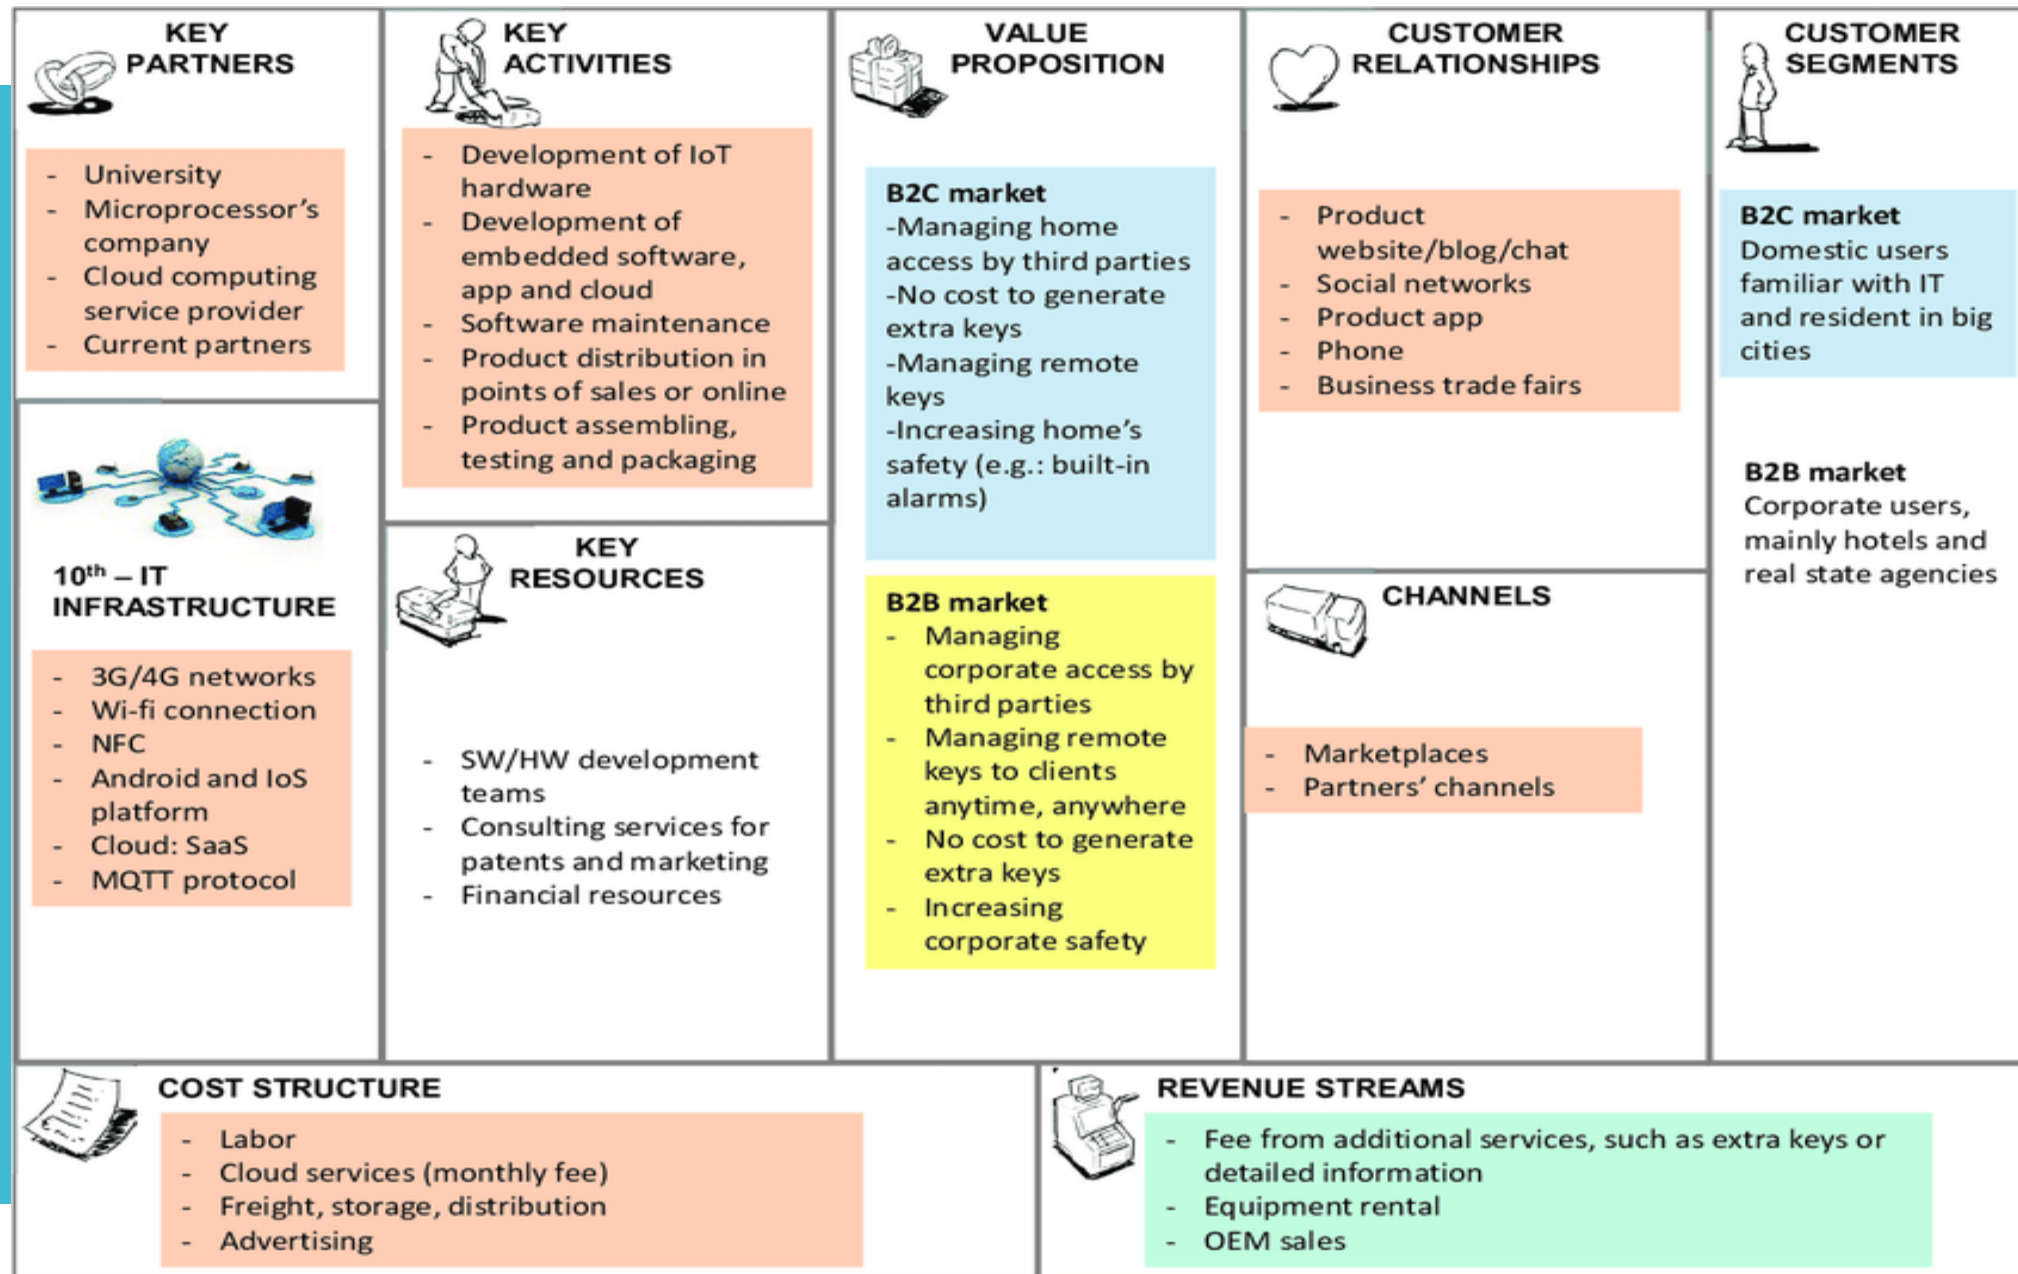 KEY
PARTNERS
- University
- Microprocessor's
company
- Cloud computing
service provider
- Current partners
10th – IT
INFRASTRUCTURE
- 3G/4G networks
- Wi-fi connection
- NFC
- Android and IoS
platform
- Cloud: SaaS
- MQTT protocol
KEY
ACTIVITIES
- Development of IoT
hardware
- Development of
embedded software,
app and cloud
- Software maintenance
- Product distribution in
points of sales or online
- Product assembling,
testing and packaging
KEY
RESOURCES
- SW/HW development
teams
- Consulting services for
patents and marketing
- Financial resources
VALUE
PROPOSITION
B2C market
-Managing home
access by third parties
-No cost to generate
extra keys
-Managing remote
keys
-Increasing home's
safety (e.g.: built-in
alarms)
B2B market
- Managing
corporate access by
third parties
- Managing remote
keys to clients
anytime, anywhere
- No cost to generate
extra keys
- Increasing
corporate safety
CUSTOMER
RELATIONSHIPS
- Product
website/blog/chat
- Social networks
- Product app
- Phone
- Business trade fairs
CHANNELS
- Marketplaces
- Partners' channels
CUSTOMER
SEGMENTS
B2C market
Domestic users
familiar with IT
and resident in big
cities
B2B market
Corporate users,
mainly hotels and
real state agencies
COST STRUCTURE
- Labor
- Cloud services (monthly fee)
- Freight, storage, distribution
- Advertising
REVENUE STREAMS
- Fee from additional services, such as extra keys or
detailed information
- Equipment rental
- OEM sales